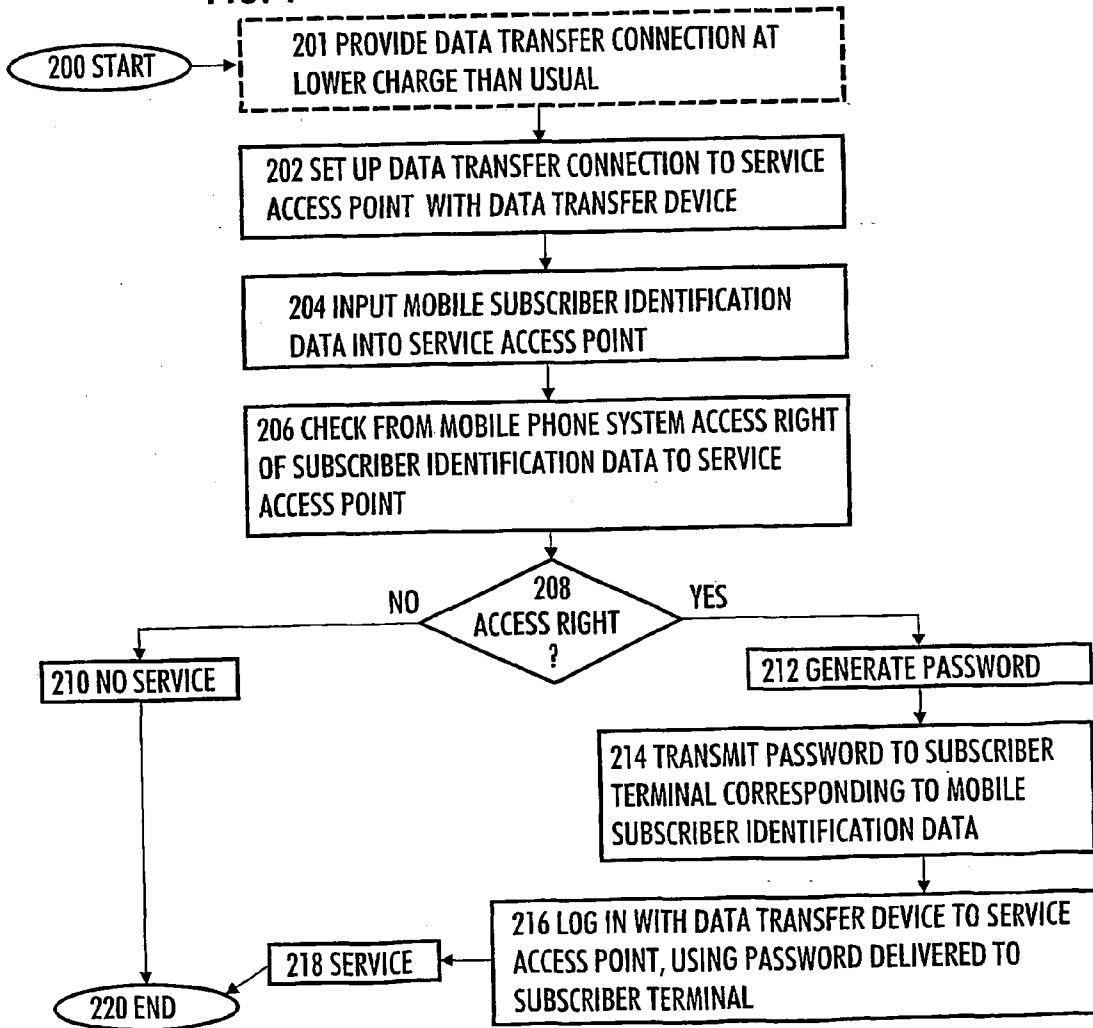 200 START
201 PROVIDE DATA TRANSFER CONNECTION AT
LOWER CHARGE THAN USUAL
202 SET UP DATA TRANSFER CONNECTION TO SERVICE
ACCESS POINT WITH DATA TRANSFER DEVICE
204 INPUT MOBILE SUBSCRIBER IDENTIFICATION
DATA INTO SERVICE ACCESS POINT
206 CHECK FROM MOBILE PHONE SYSTEM ACCESS RIGHT
OF SUBSCRIBER IDENTIFICATION DATA TO SERVICE
ACCESS POINT
208
ACCESS RIGHT
?
NO
YES
210 NO SERVICE
212 GENERATE PASSWORD
214 TRANSMIT PASSWORD TO SUBSCRIBER
TERMINAL CORRESPONDING TO MOBILE
SUBSCRIBER IDENTIFICATION DATA
216 LOG IN WITH DATA TRANSFER DEVICE TO SERVICE
ACCESS POINT, USING PASSWORD DELIVERED TO
SUBSCRIBER TERMINAL
218 SERVICE
220 END